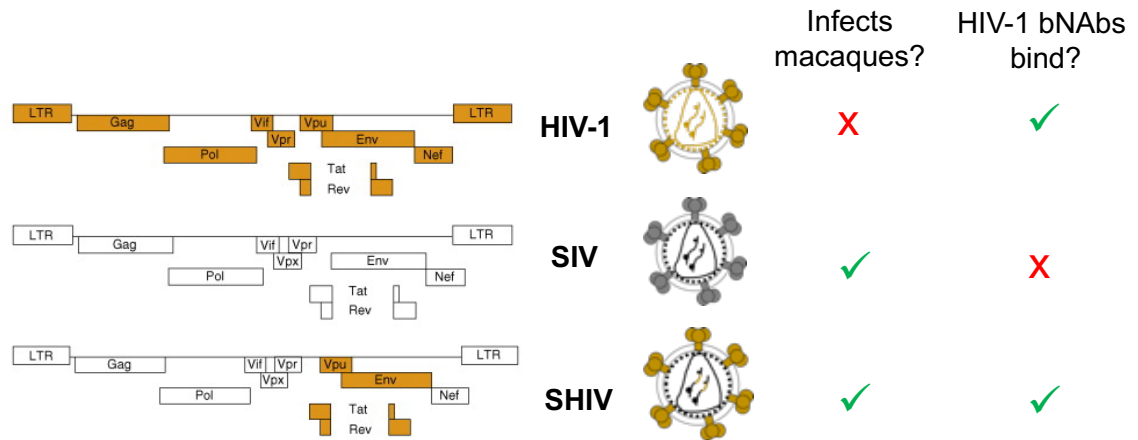 Infects
macaques?
HIV-1 bNAbs
bind?
LTR
Gag
Vif
Vpu
LTR
Vpr
Env
Pol
Nef
Tat
Rev
HIV-1
X
✓
LTR
Gag
Vif
Vpr
LTR
Vpx
Env
Pol
Nef
Tat
Rev
SIV
✓
X
LTR
Gag
Vif
Vpr
Vpu
LTR
Vpx
Env
Pol
Nef
Tat
Rev
SHIV
✓
✓